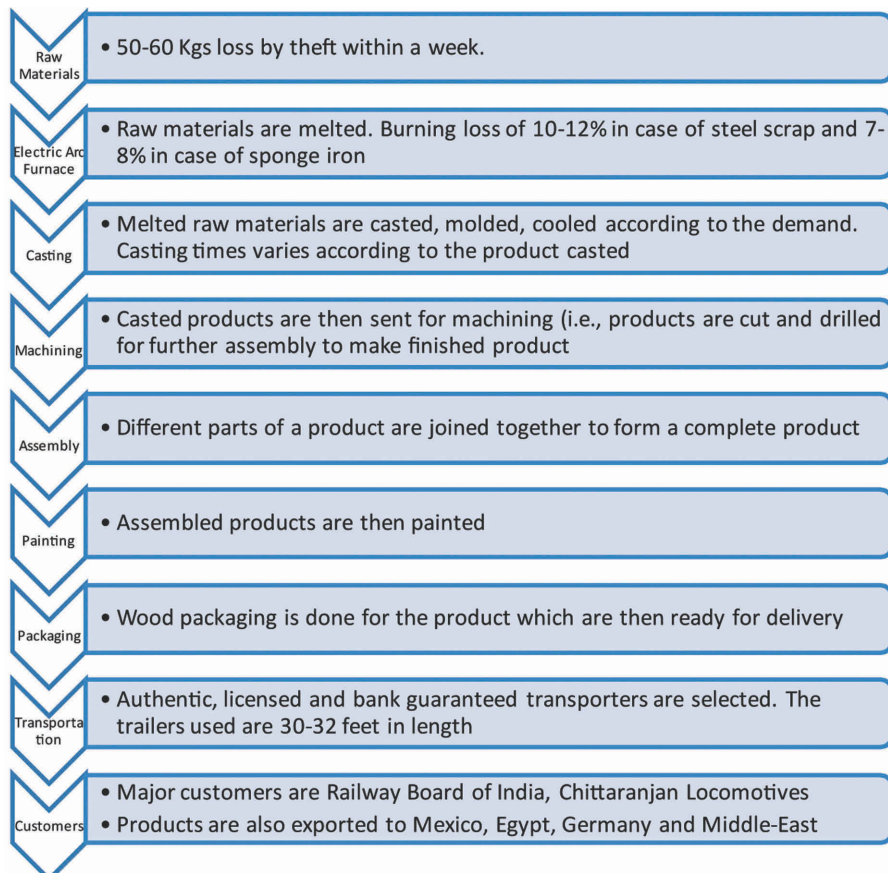 Raw
Materials
• 50-60 Kgs loss by theft within a week.
Electric Arc
Furnace
• Raw materials are melted. Burning loss of 10-12% in case of steel scrap and 7-
8% in case of sponge iron
Casting
• Melted raw materials are casted, molded, cooled according to the demand.
Casting times varies according to the product casted
Machining
• Casted products are then sent for machining (i.e., products are cut and drilled
for further assembly to make finished product
Assembly
• Different parts of a product are joined together to form a complete product
Painting
• Assembled products are then painted
Packaging
• Wood packaging is done for the product which are then ready for delivery
Transporta
tion
• Authentic, licensed and bank guaranteed transporters are selected. The
trailers used are 30-32 feet in length
Customers
• Major customers are Railway Board of India, Chittaranjan Locomotives
• Products are also exported to Mexico, Egypt, Germany and Middle-East